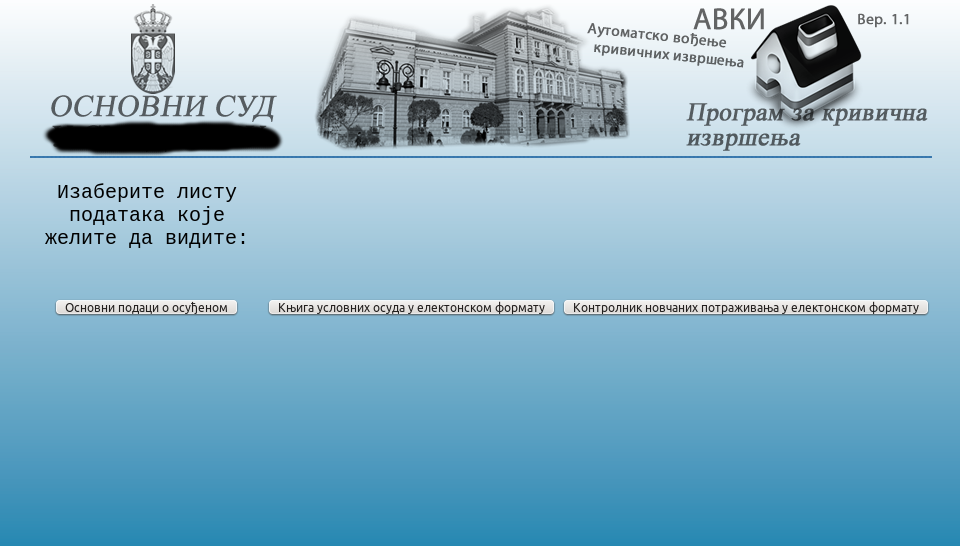 ОСНОВНИ СУД
АВКИ
Вер. 1.1
Аутоматско вођење
кривичних извршења
Програм за кривична
извршења
Изаберите листу
података које
желите да видите:
Основни подаци о осуђеном
Књига условних осуда у електонском формату
Контролник новчаних потраживања у електонском формату